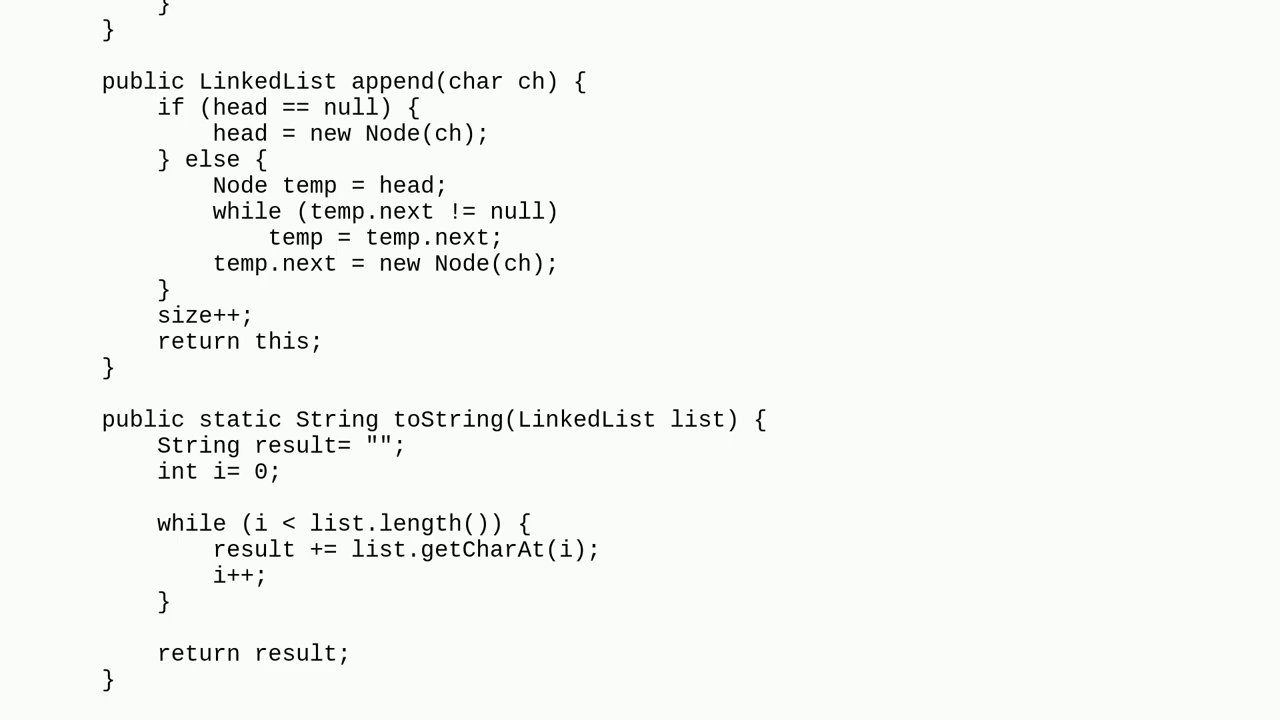 }
}

public LinkedList append(char ch) {
    if (head == null) {
        head = new Node(ch);
    } else {
        Node temp = head;
        while (temp.next != null)
            temp = temp.next;
        temp.next = new Node(ch);
    }
    size++;
    return this;
}

public static String toString(LinkedList list) {
    String result= "";
    int i= 0;

    while (i < list.length()) {
        result += list.getCharAt(i);
        i++;
    }

    return result;
}